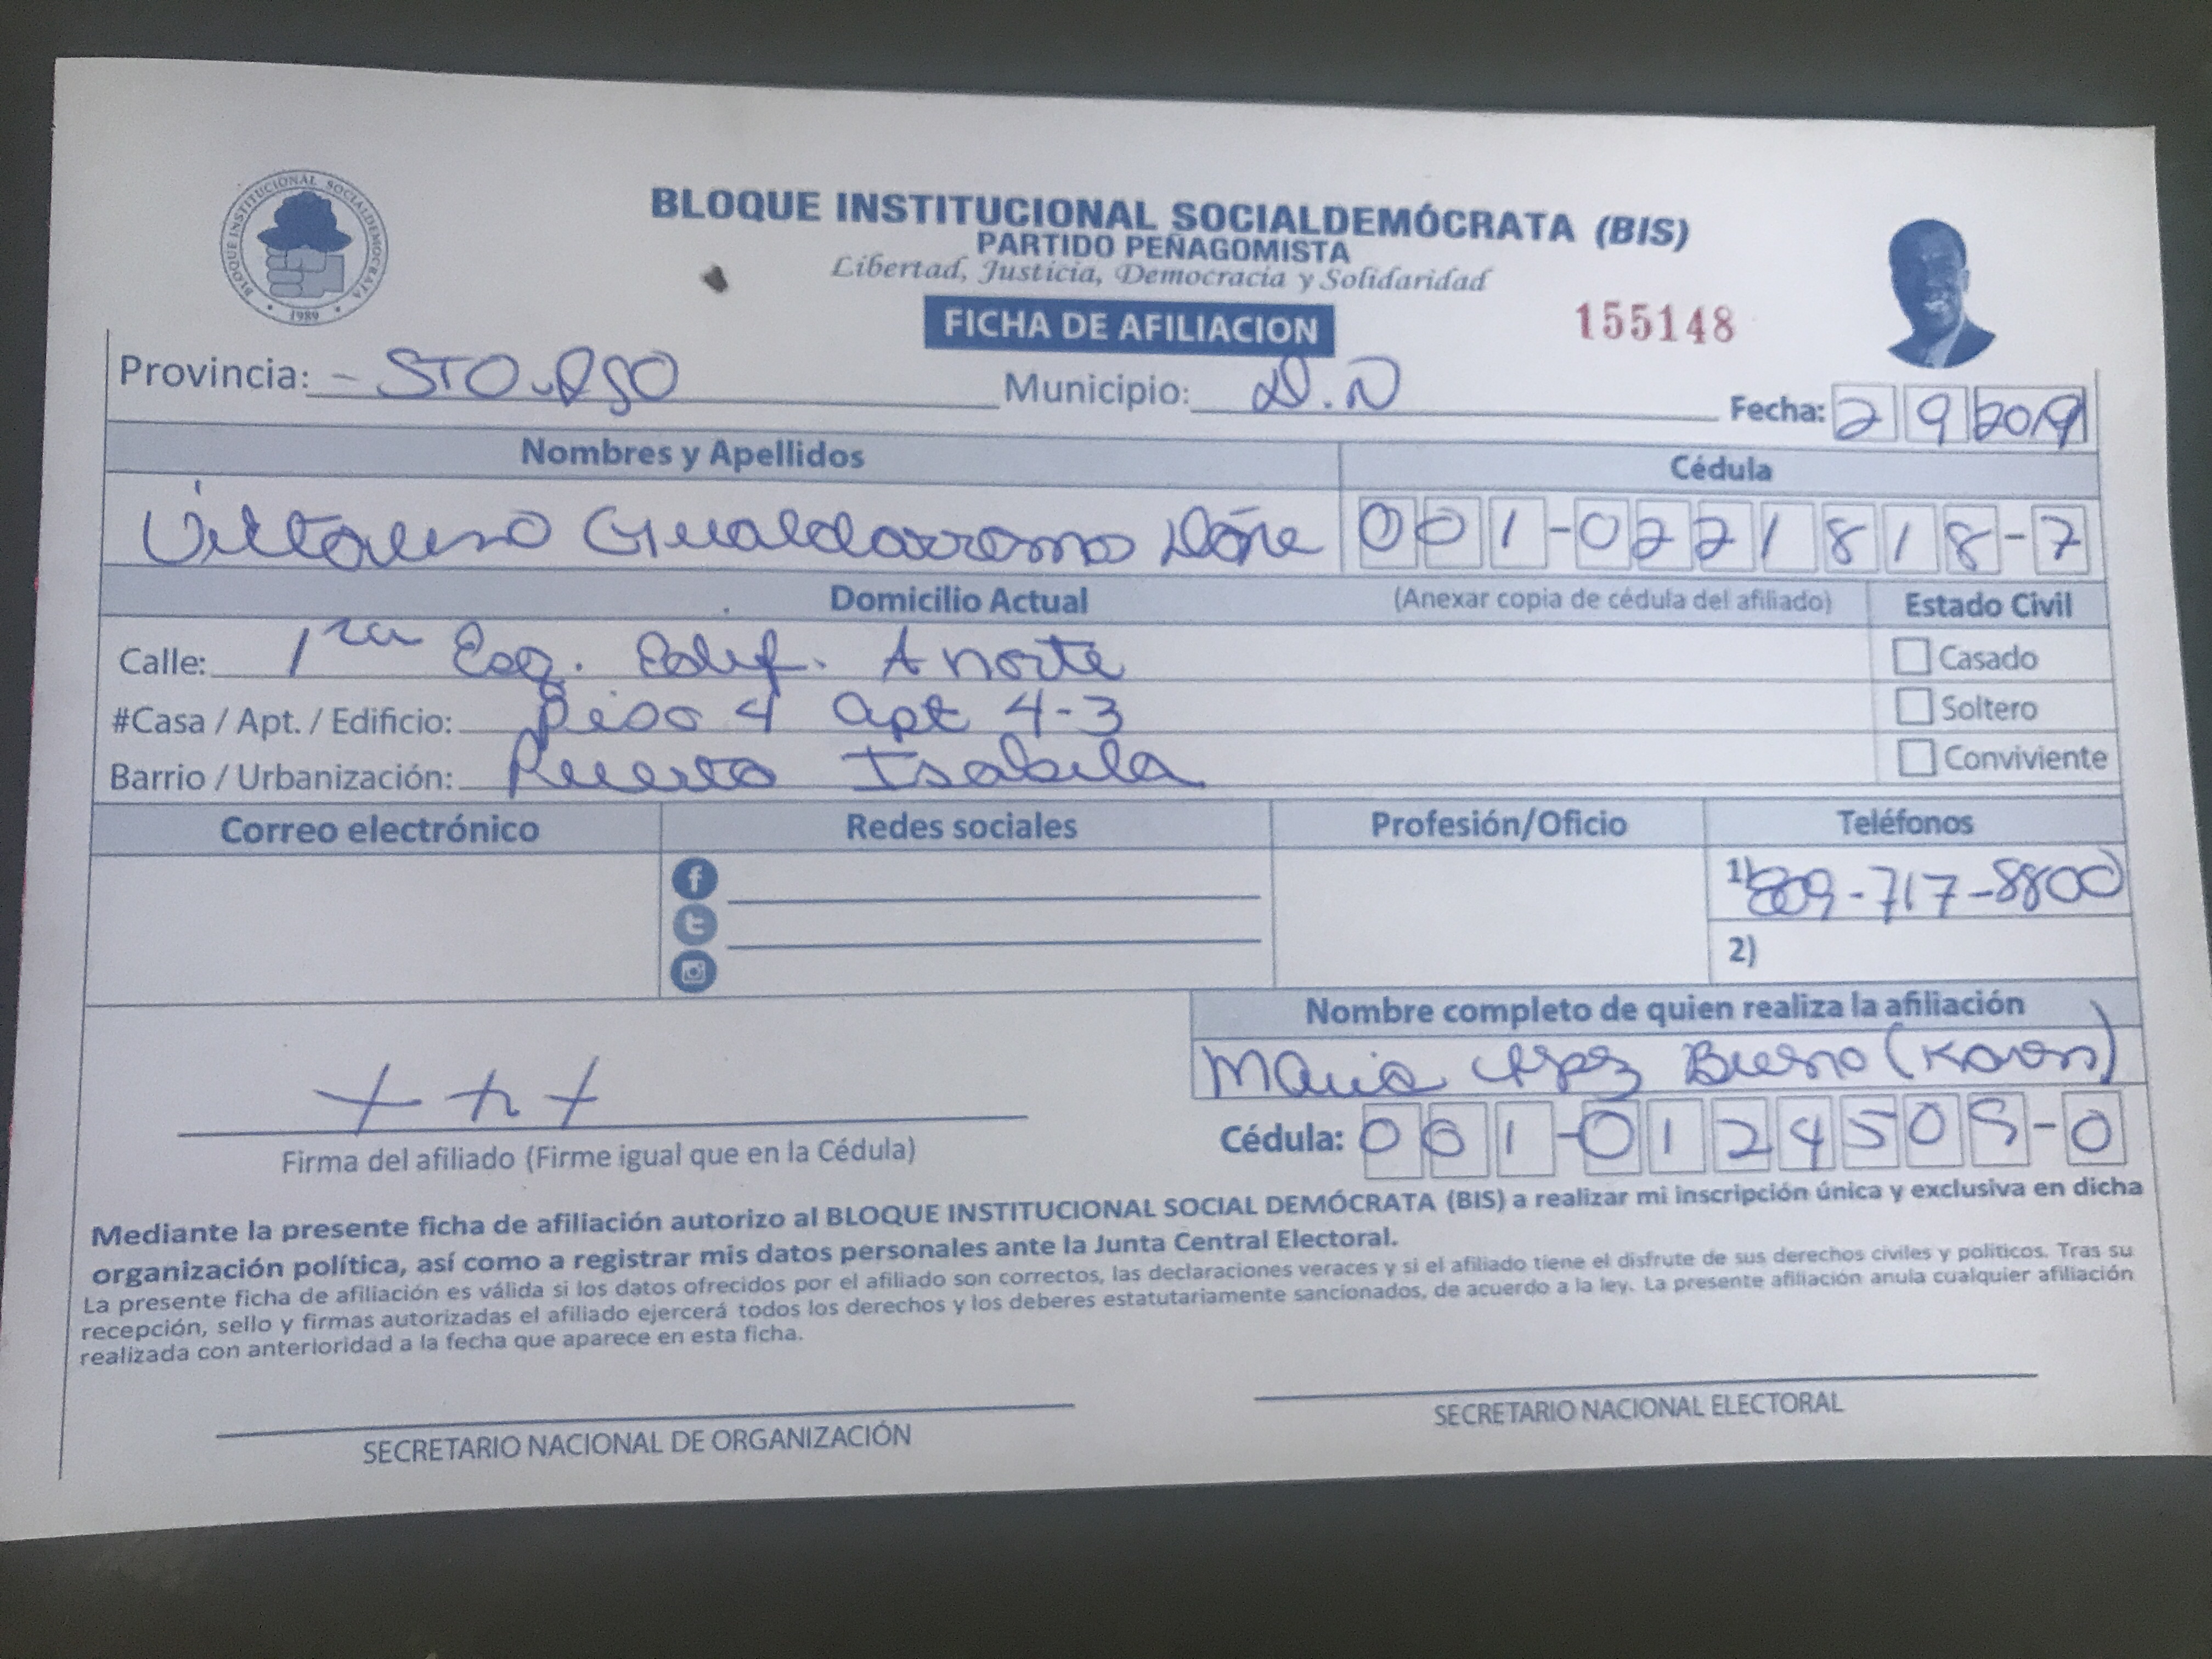 BLOQUE INSTITUCIONAL SOCIALDEMOCRATA
1989
BLOQUE INSTITUCIONAL SOCIALDEMÓCRATA (BIS)
PARTIDO PEÑAGOMISTA
Libertad, Justicia, Democracia y Solidaridad
FICHA DE AFILIACION
155148
Provincia: - STO. DGO Municipio: D.N Fecha: 2 9 2019
Nombres y Apellidos Cédula
001-0221818-7
Domicilio Actual (Anexar copia de cédula del afiliado) Estado Civil
Calle: 1ra Esq. Edif. A norte Casado
#Casa / Apt. / Edificio: Piso 4 apt 4-3 Soltero
Barrio / Urbanización: Isabela Conviviente
Correo electrónico Redes sociales Profesión/Oficio Teléfonos
1) 809-717-8800
2)
Nombre completo de quien realiza la afiliación
Maria Bueno (Karen)
Firma del afiliado (Firme igual que en la Cédula) Cédula: 001-0124509-0
Mediante la presente ficha de afiliación autorizo al BLOQUE INSTITUCIONAL SOCIAL DEMÓCRATA (BIS) a realizar mi inscripción única y exclusiva en dicha
organización política, así como a registrar mis datos personales ante la Junta Central Electoral.
La presente ficha de afiliación es válida si los datos ofrecidos por el afiliado son correctos, las declaraciones veraces y si el afiliado tiene el disfrute de sus derechos civiles y políticos. Tras su
recepción, sello y firmas autorizadas el afiliado ejercerá todos los derechos y los deberes estatutariamente sancionados, de acuerdo a la ley. La presente afiliación anula cualquier afiliación
realizada con anterioridad a la fecha que aparece en esta ficha.
SECRETARIO NACIONAL DE ORGANIZACIÓN SECRETARIO NACIONAL ELECTORAL